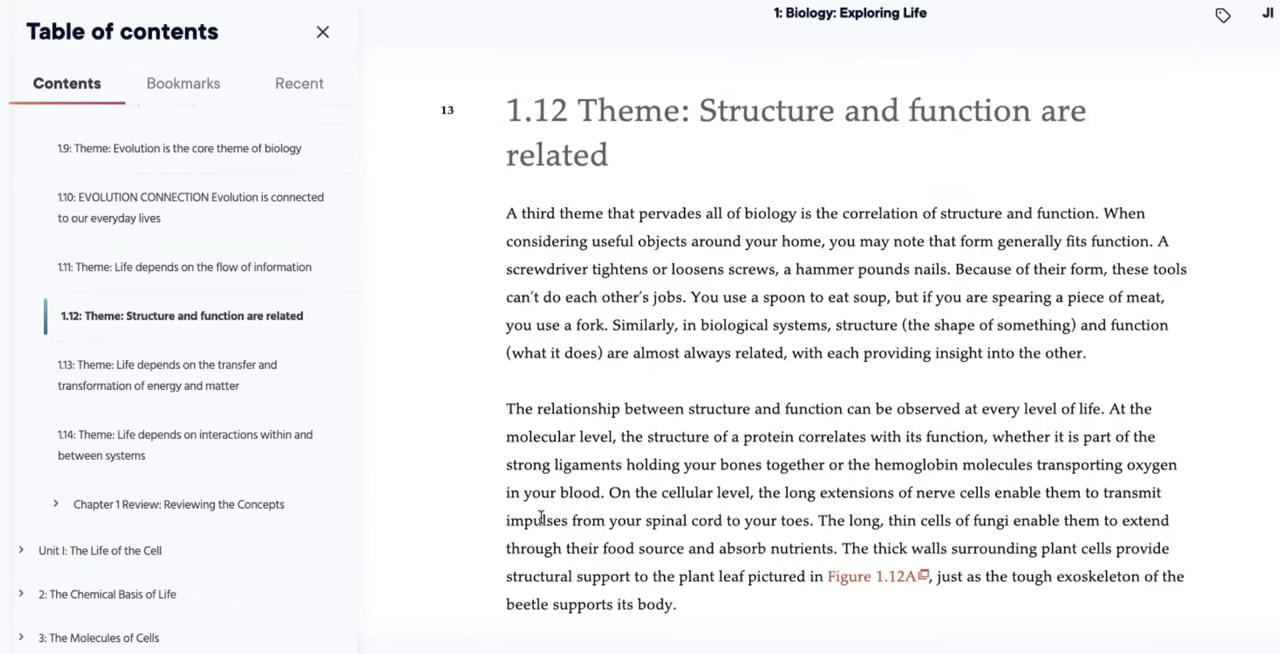 Table of contents
Contents
Bookmarks
Recent
1.9: Theme: Evolution is the core theme of biology
1.10: EVOLUTION CONNECTION Evolution is connected
to our everyday lives
1.11: Theme: Life depends on the flow of information
1.12: Theme: Structure and function are related
1.13: Theme: Life depends on the transfer and
transformation of energy and matter
1.14: Theme: Life depends on interactions within and
between systems
Chapter 1 Review: Reviewing the Concepts
Unit I: The Life of the Cell
2: The Chemical Basis of Life
3: The Molecules of Cells
1: Biology: Exploring Life
JI
13
1.12 Theme: Structure and function are
related
A third theme that pervades all of biology is the correlation of structure and function. When
considering useful objects around your home, you may note that form generally fits function. A
screwdriver tightens or loosens screws, a hammer pounds nails. Because of their form, these tools
can't do each other's jobs. You use a spoon to eat soup, but if you are spearing a piece of meat,
you use a fork. Similarly, in biological systems, structure (the shape of something) and function
(what it does) are almost always related, with each providing insight into the other.
The relationship between structure and function can be observed at every level of life. At the
molecular level, the structure of a protein correlates with its function, whether it is part of the
strong ligaments holding your bones together or the hemoglobin molecules transporting oxygen
in your blood. On the cellular level, the long extensions of nerve cells enable them to transmit
impulses from your spinal cord to your toes. The long, thin cells of fungi enable them to extend
through their food source and absorb nutrients. The thick walls surrounding plant cells provide
structural support to the plant leaf pictured in Figure 1.12A, just as the tough exoskeleton of the
beetle supports its body.